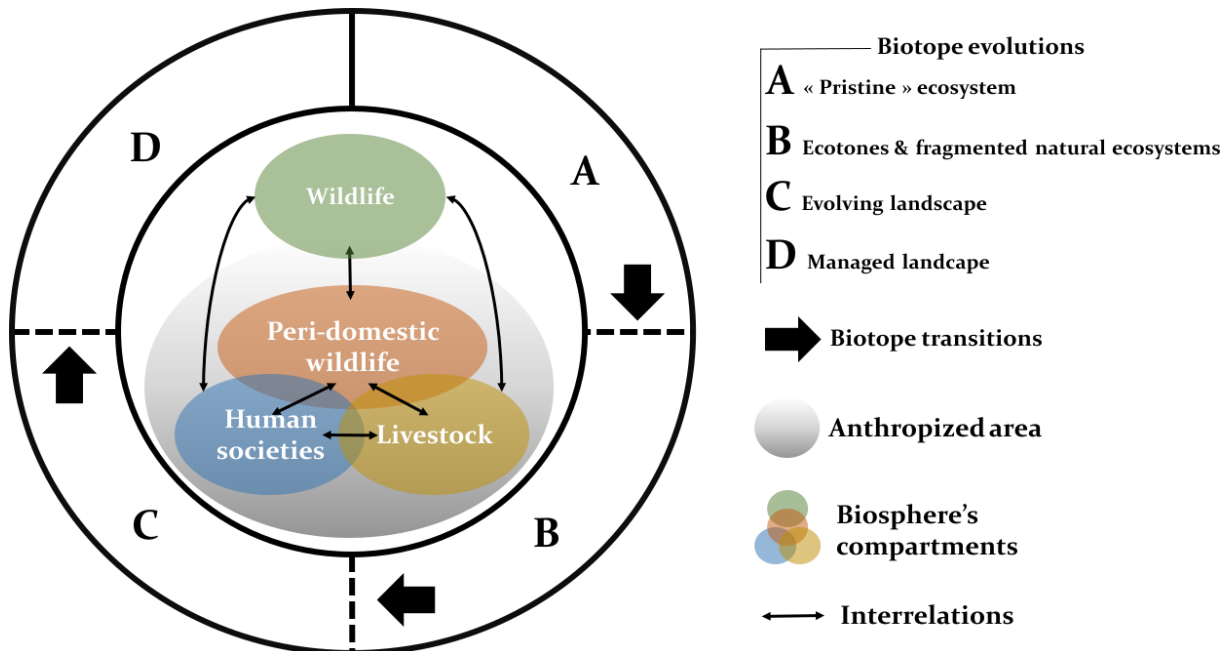 D
A
Wildlife
Peri-domestic
wildlife
Human
societies
Livestock
C
B
Biotope evolutions
A « Pristine » ecosystem
B Ecotones & fragmented natural ecosystems
C Evolving landscape
D Managed landcape
Biotope transitions
Anthropized area
Biosphere's
compartments
Interrelations